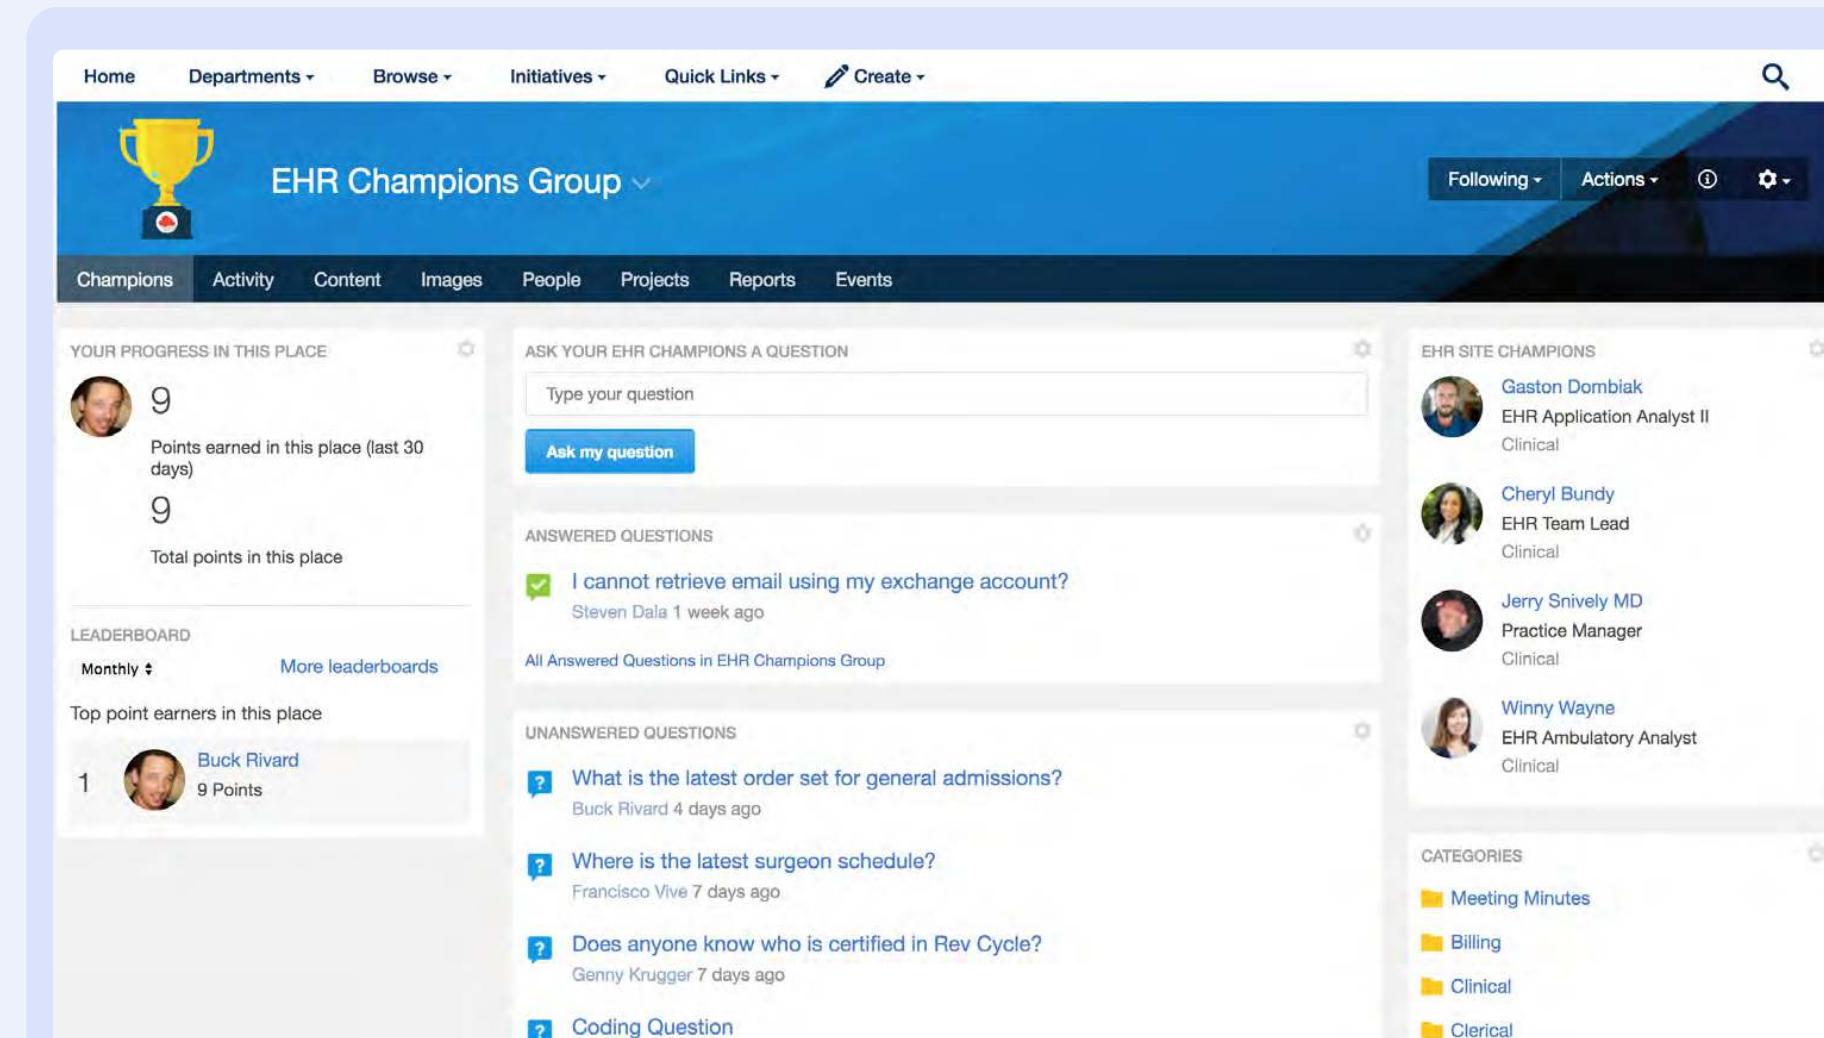 Home Departments Browse Initiatives Quick Links Create
EHR Champions Group
Following Actions
Champions Activity Content Images People Projects Reports Events
YOUR PROGRESS IN THIS PLACE
9
Points earned in this place (last 30
days)
9
Total points in this place
LEADERBOARD
Monthly More leaderboards
Top point earners in this place
1
Buck Rivard
9 Points
ASK YOUR EHR CHAMPIONS A QUESTION
Type your question
Ask my question
ANSWERED QUESTIONS
I cannot retrieve email using my exchange account?
Steven Dala 1 week ago
All Answered Questions in EHR Champions Group
UNANSWERED QUESTIONS
What is the latest order set for general admissions?
Buck Rivard 4 days ago
Where is the latest surgeon schedule?
Francisco Vive 7 days ago
Does anyone know who is certified in Rev Cycle?
Genny Krugger 7 days ago
Coding Question
EHR SITE CHAMPIONS
Gaston Dombiak
EHR Application Analyst II
Clinical
Cheryl Bundy
EHR Team Lead
Clinical
Jerry Snively MD
Practice Manager
Clinical
Winny Wayne
EHR Ambulatory Analyst
Clinical
CATEGORIES
Meeting Minutes
Billing
Clinical
Clerical